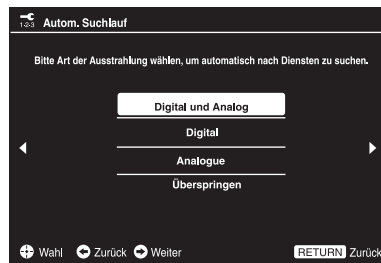 1·2·3 Autom. Suchlauf
Bitte Art der Ausstrahlung wählen, um automatisch nach Diensten zu suchen.
Digital und Analog
Digital
Analogue
Überspringen
Wahl Zurück Weiter RETURN Zurück